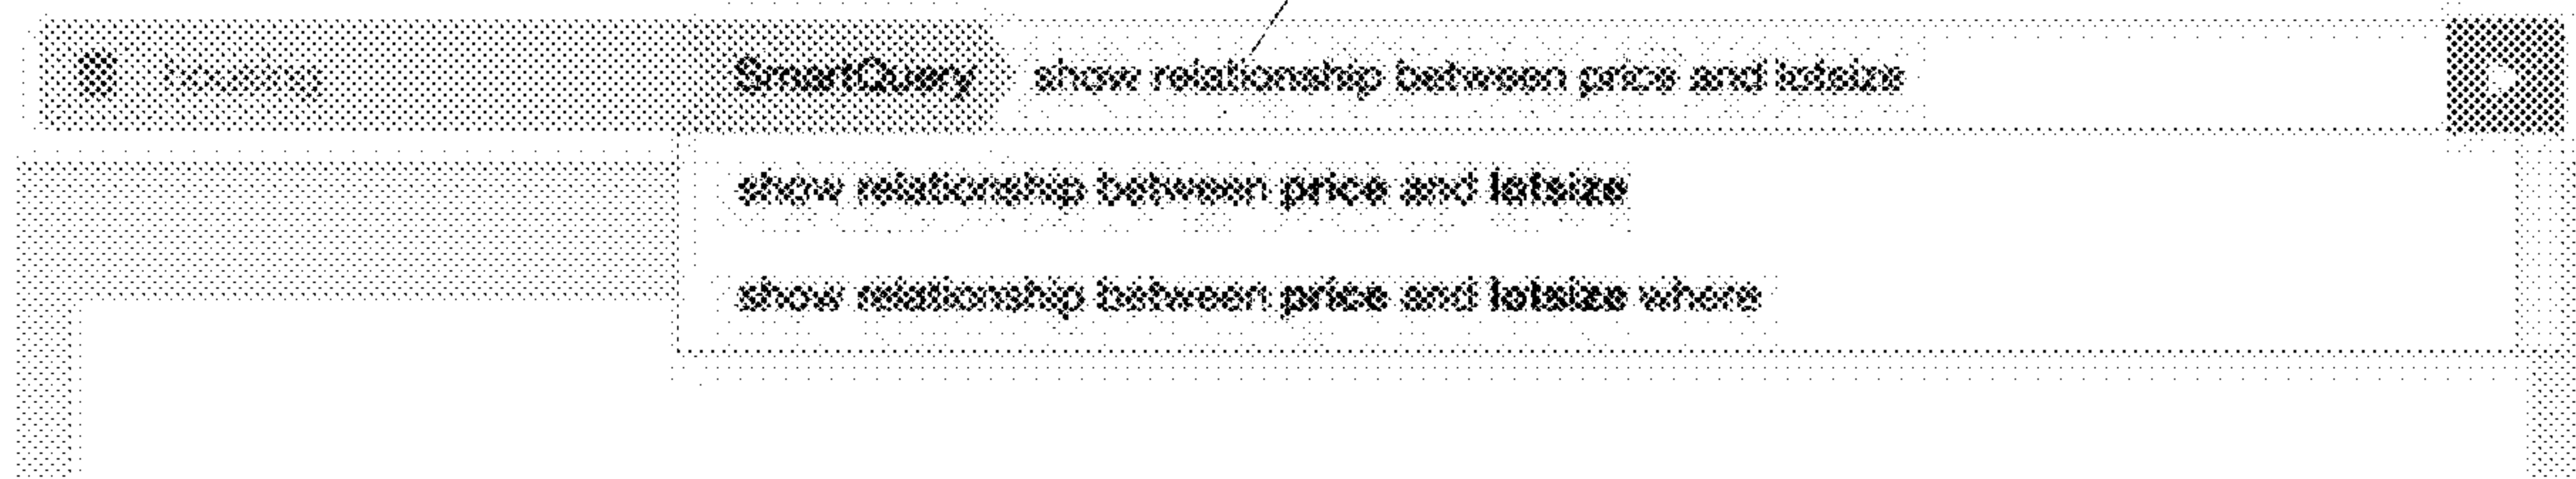 housing SmartQuery show relationship between price and lotsize
show relationship between price and lotsize
show relationship between price and lotsize where